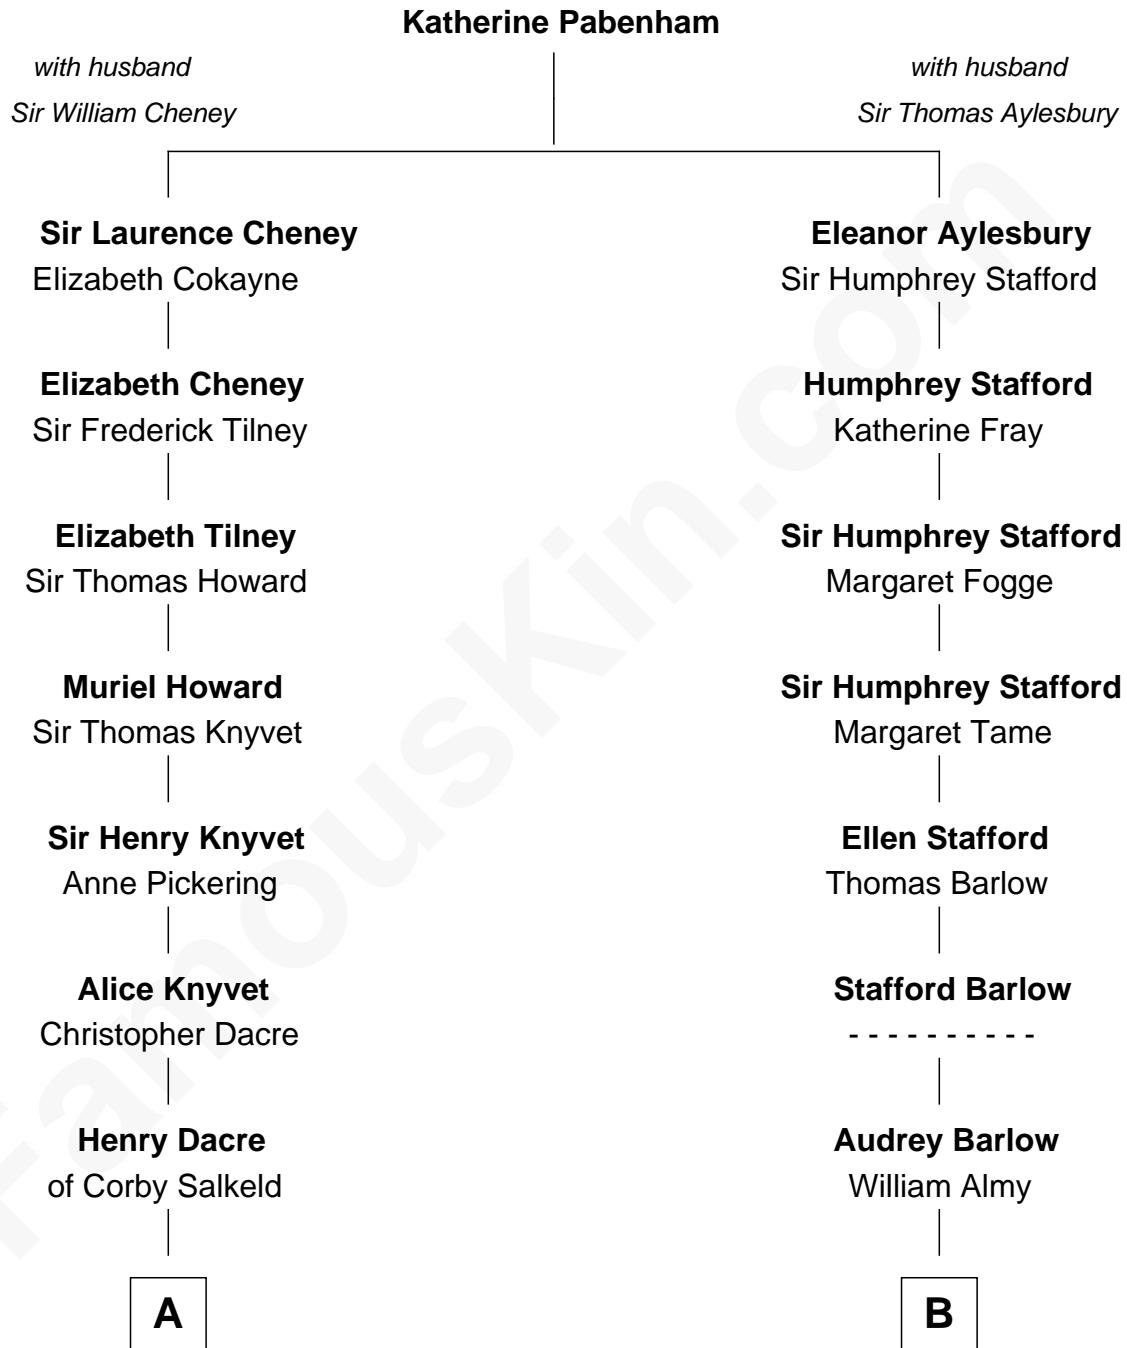 Katherine Pabenham
with husband
Sir William Cheney
with husband
Sir Thomas Aylesbury
Sir Laurence Cheney
Elizabeth Cokayne
Eleanor Aylesbury
Sir Humphrey Stafford
Elizabeth Cheney
Sir Frederick Tilney
Humphrey Stafford
Katherine Fray
Elizabeth Tilney
Sir Thomas Howard
Sir Humphrey Stafford
Margaret Fogge
Muriel Howard
Sir Thomas Knyvet
Sir Humphrey Stafford
Margaret Tame
Sir Henry Knyvet
Anne Pickering
Ellen Stafford
Thomas Barlow
Alice Knyvet
Christopher Dacre
Stafford Barlow
- - - - - - - - - -
Henry Dacre
of Corby Salkeld
Audrey Barlow
William Almy
A
B
FamousKin.com